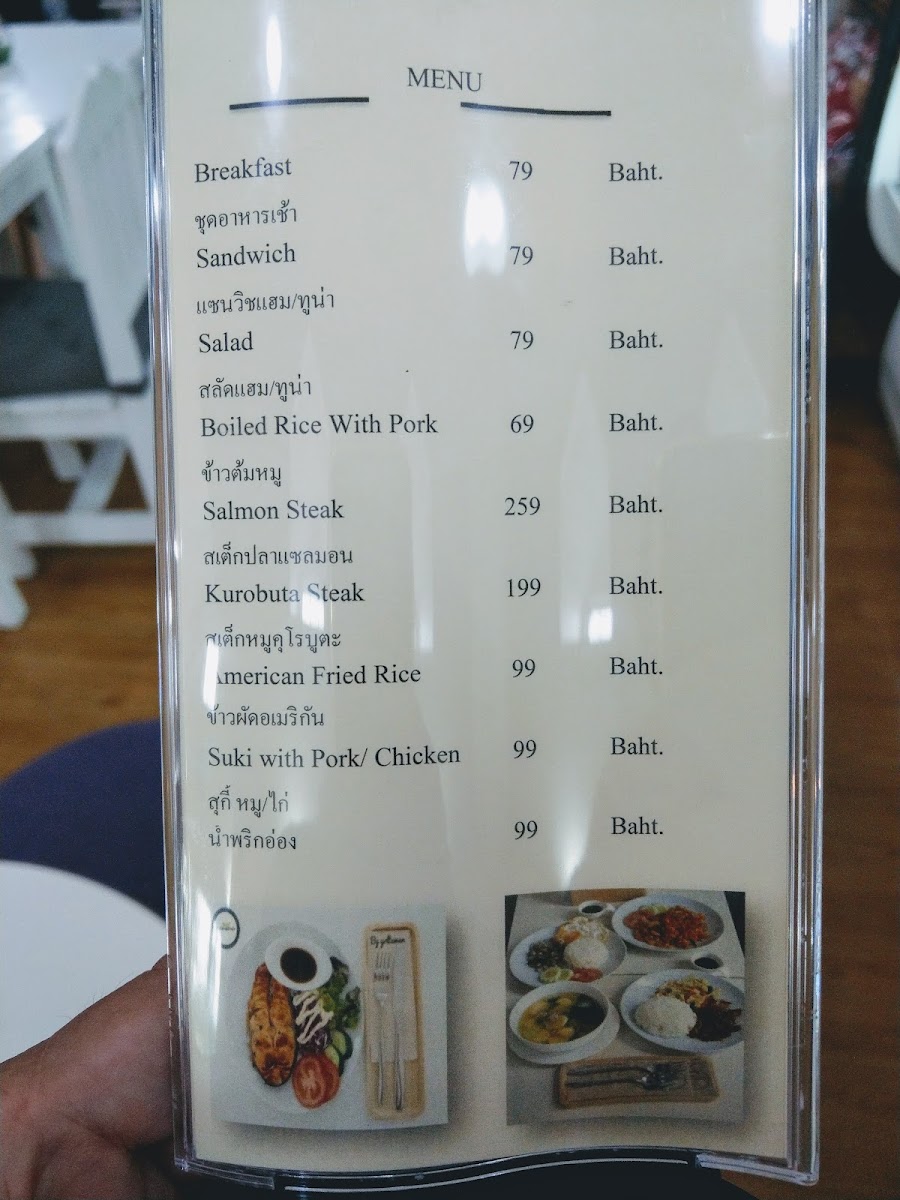 MENU
Breakfast 79 Baht.
ชุดอาหารเช้า
Sandwich 79 Baht.
แซนวิชแฮม/ทูน่า
Salad 79 Baht.
สลัดแฮม/ทูน่า
Boiled Rice With Pork 69 Baht.
ข้าวต้มหมู
Salmon Steak 259 Baht.
สเต็กปลาแซลมอน
Kurobuta Steak 199 Baht.
สเต็กหมูคุโรบูตะ
American Fried Rice 99 Baht.
ข้าวผัดอเมริกัน
Suki with Pork/ Chicken 99 Baht.
สุกี้ หมู/ไก่
น้ำพริกอ่อง 99 Baht.